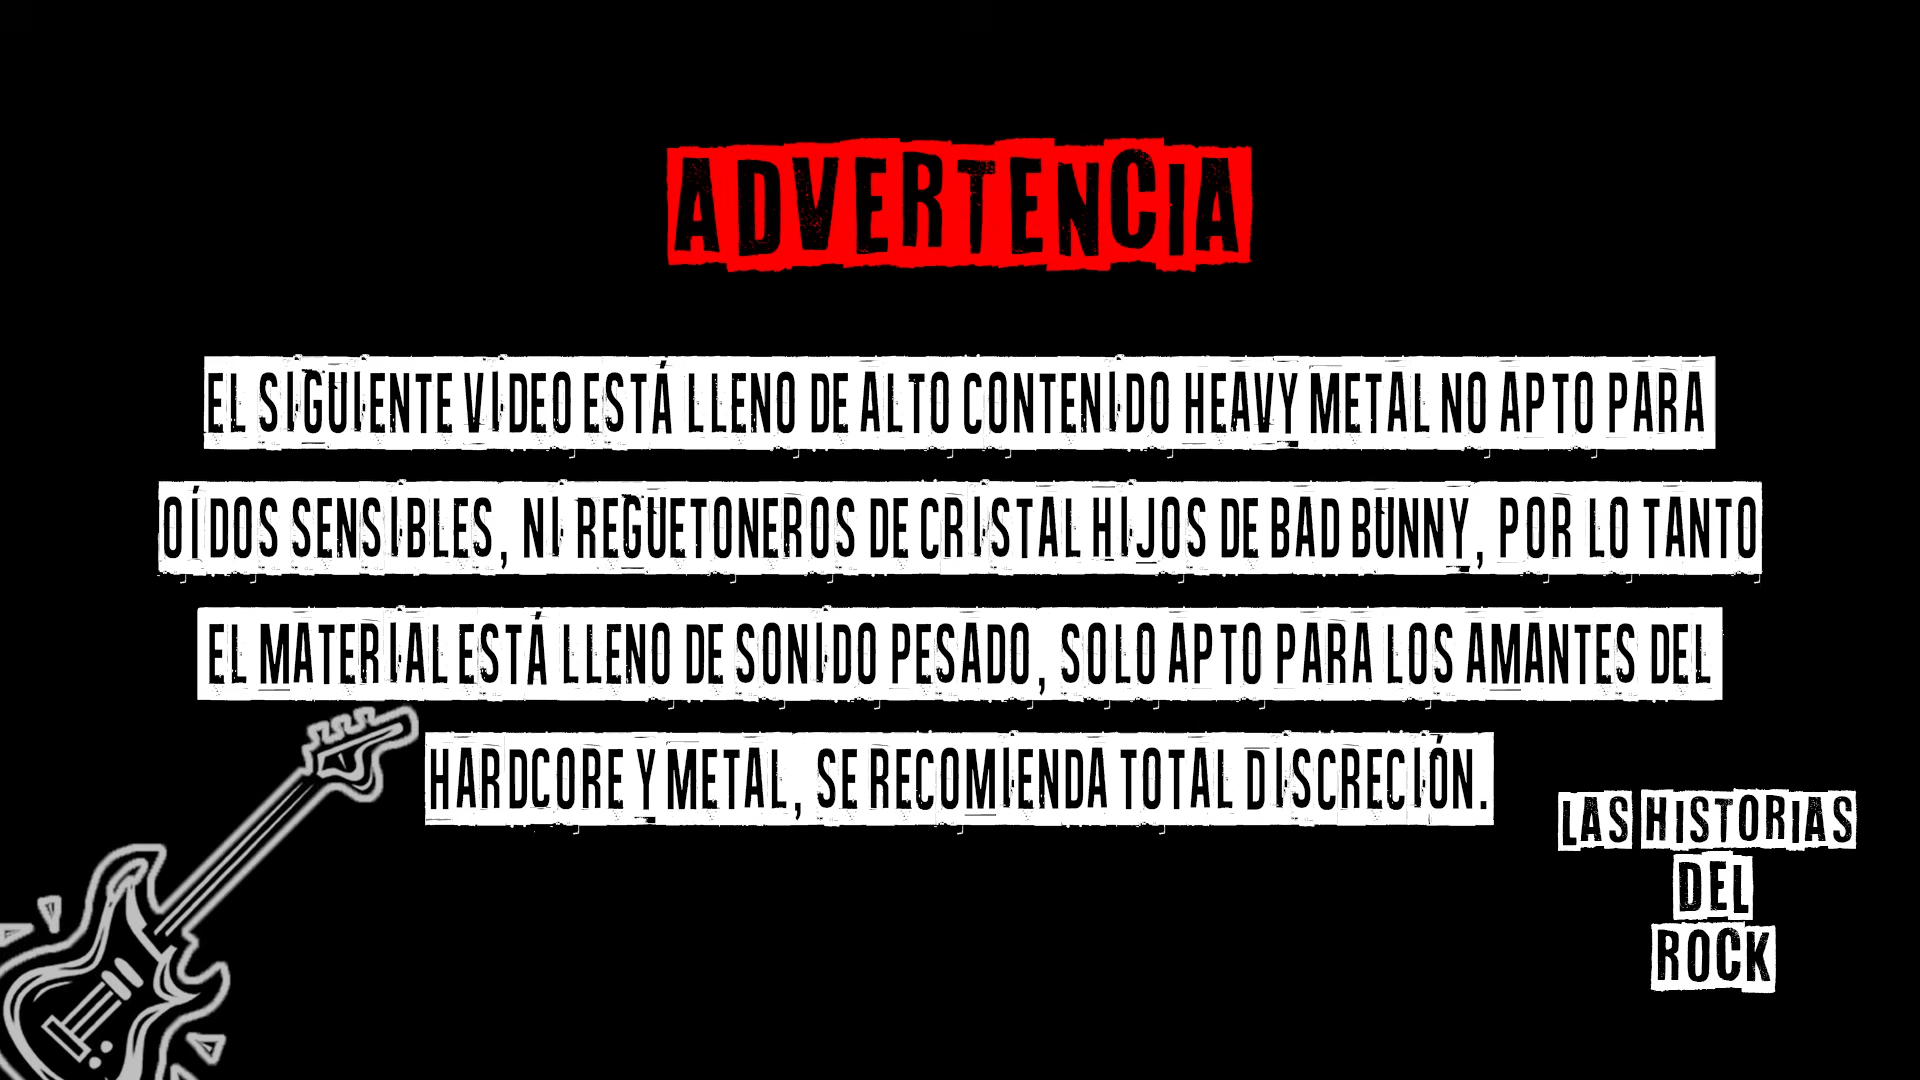 ADVERTENCIA
EL SIGUIENTE VIDEO ESTÁ LLENO DE ALTO CONTENIDO HEAVY METAL NO APTO PARA
OÍDOS SENSIBLES, NI REGUETONEROS DE CRISTAL HIJOS DE BAD BUNNY, POR LO TANTO
EL MATERIAL ESTÁ LLENO DE SONIDO PESADO, SOLO APTO PARA LOS AMANTES DEL
HARDCORE Y METAL, SE RECOMIENDA TOTAL DISCRECIÓN.
LAS HISTORIAS
DEL
ROCK